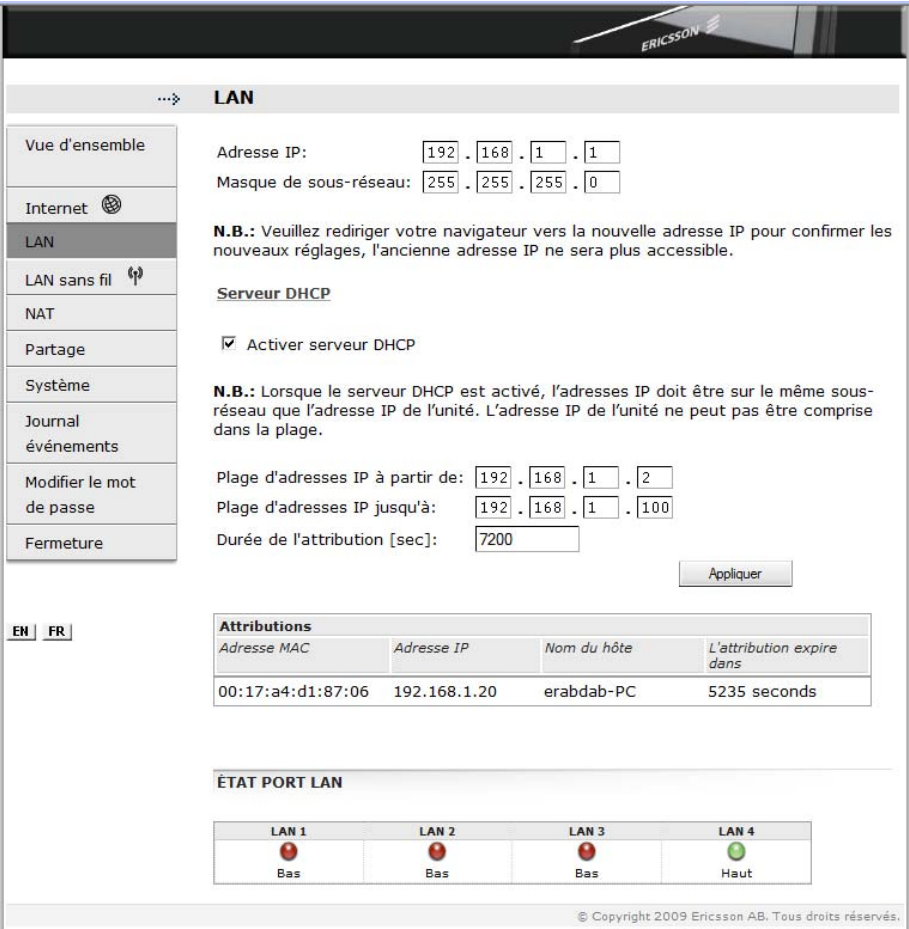 ERICSSON
LAN
Vue d'ensemble
Internet
LAN
LAN sans fil
NAT
Partage
Système
Journal
événements
Modifier le mot
de passe
Fermeture
EN FR
Adresse IP: 192 . 168 . 1 . 1
Masque de sous-réseau: 255 . 255 . 255 . 0
N.B.: Veuillez rediriger votre navigateur vers la nouvelle adresse IP pour confirmer les
nouveaux réglages, l'ancienne adresse IP ne sera plus accessible.
Serveur DHCP
Activer serveur DHCP
N.B.: Lorsque le serveur DHCP est activé, l’adresses IP doit être sur le même sous-
réseau que l’adresse IP de l’unité. L’adresse IP de l’unité ne peut pas être comprise
dans la plage.
Plage d'adresses IP à partir de: 192 . 168 . 1 . 2
Plage d'adresses IP jusqu'à: 192 . 168 . 1 . 100
Durée de l'attribution [sec]: 7200
Appliquer
Attributions
Adresse MAC Adresse IP Nom du hôte L'attribution expire
dans
00:17:a4:d1:87:06 192.168.1.20 erabdab-PC 5235 seconds
ÉTAT PORT LAN
LAN 1 LAN 2 LAN 3 LAN 4
Bas Bas Bas Haut
© Copyright 2009 Ericsson AB. Tous droits réservés.